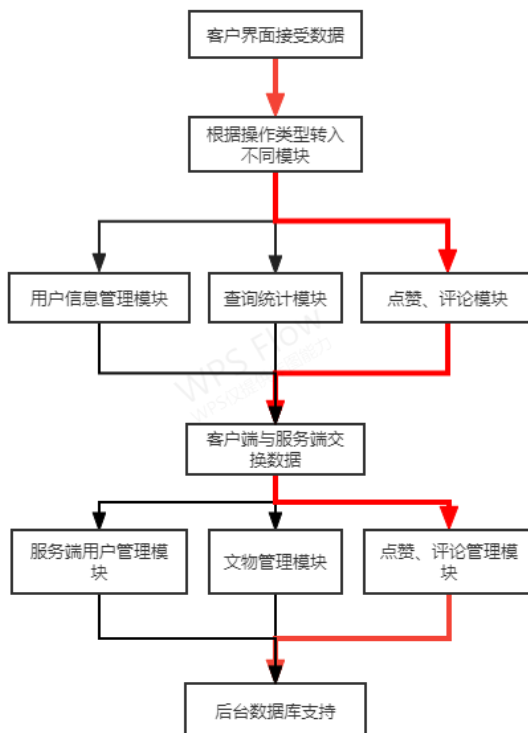 客户界面接受数据
根据操作类型转入
不同模块
用户信息管理模块
查询统计模块
点赞、评论模块
WPS Flow
客户端与服务端交
换数据
服务端用户管理模
块
文物管理模块
点赞、评论管理模
块
后台数据库支持